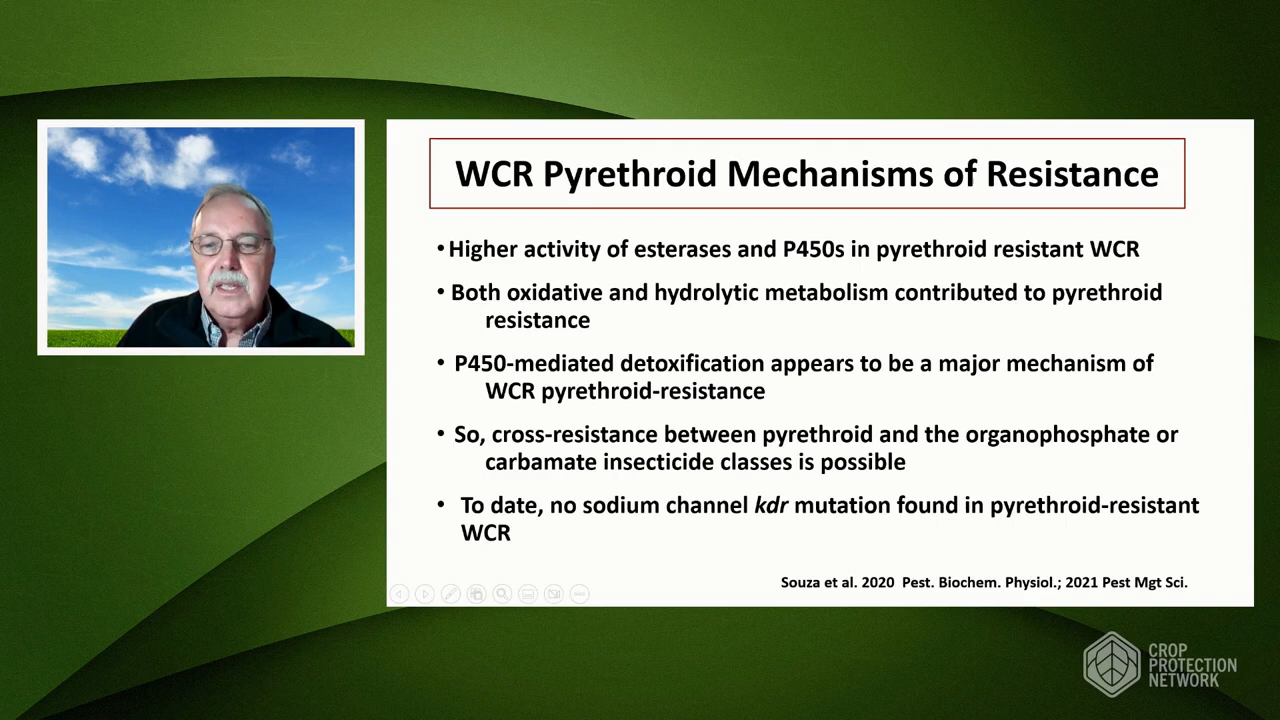 WCR Pyrethroid Mechanisms of Resistance
•Higher activity of esterases and P450s in pyrethroid resistant WCR
• Both oxidative and hydrolytic metabolism contributed to pyrethroid
resistance
• P450-mediated detoxification appears to be a major mechanism of
WCR pyrethroid-resistance
• So, cross-resistance between pyrethroid and the organophosphate or
carbamate insecticide classes is possible
• To date, no sodium channel kdr mutation found in pyrethroid-resistant
WCR
Souza et al. 2020 Pest. Biochem. Physiol.; 2021 Pest Mgt Sci.
CROP
PROTECTION
NETWORK